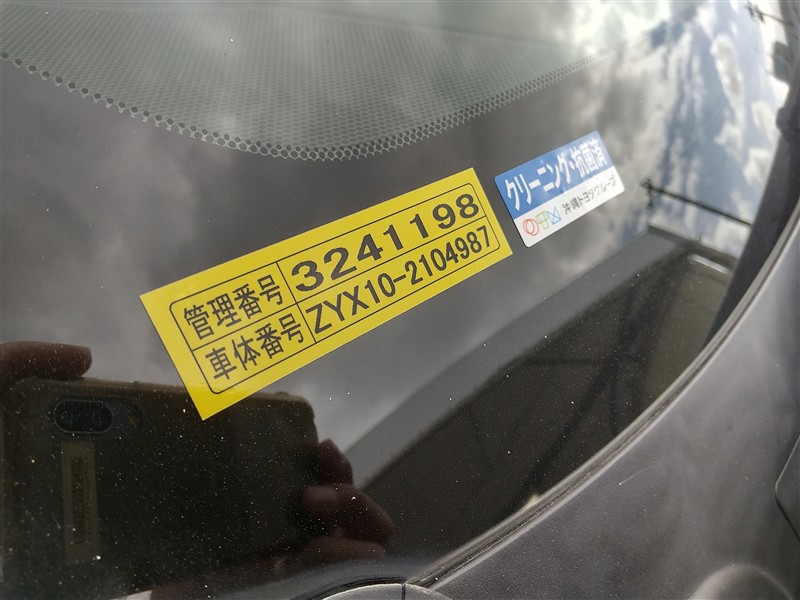 管理番号 3241198
車体番号 ZYX10-2104987
クリーニング・抗菌済
沖縄トヨタグループ